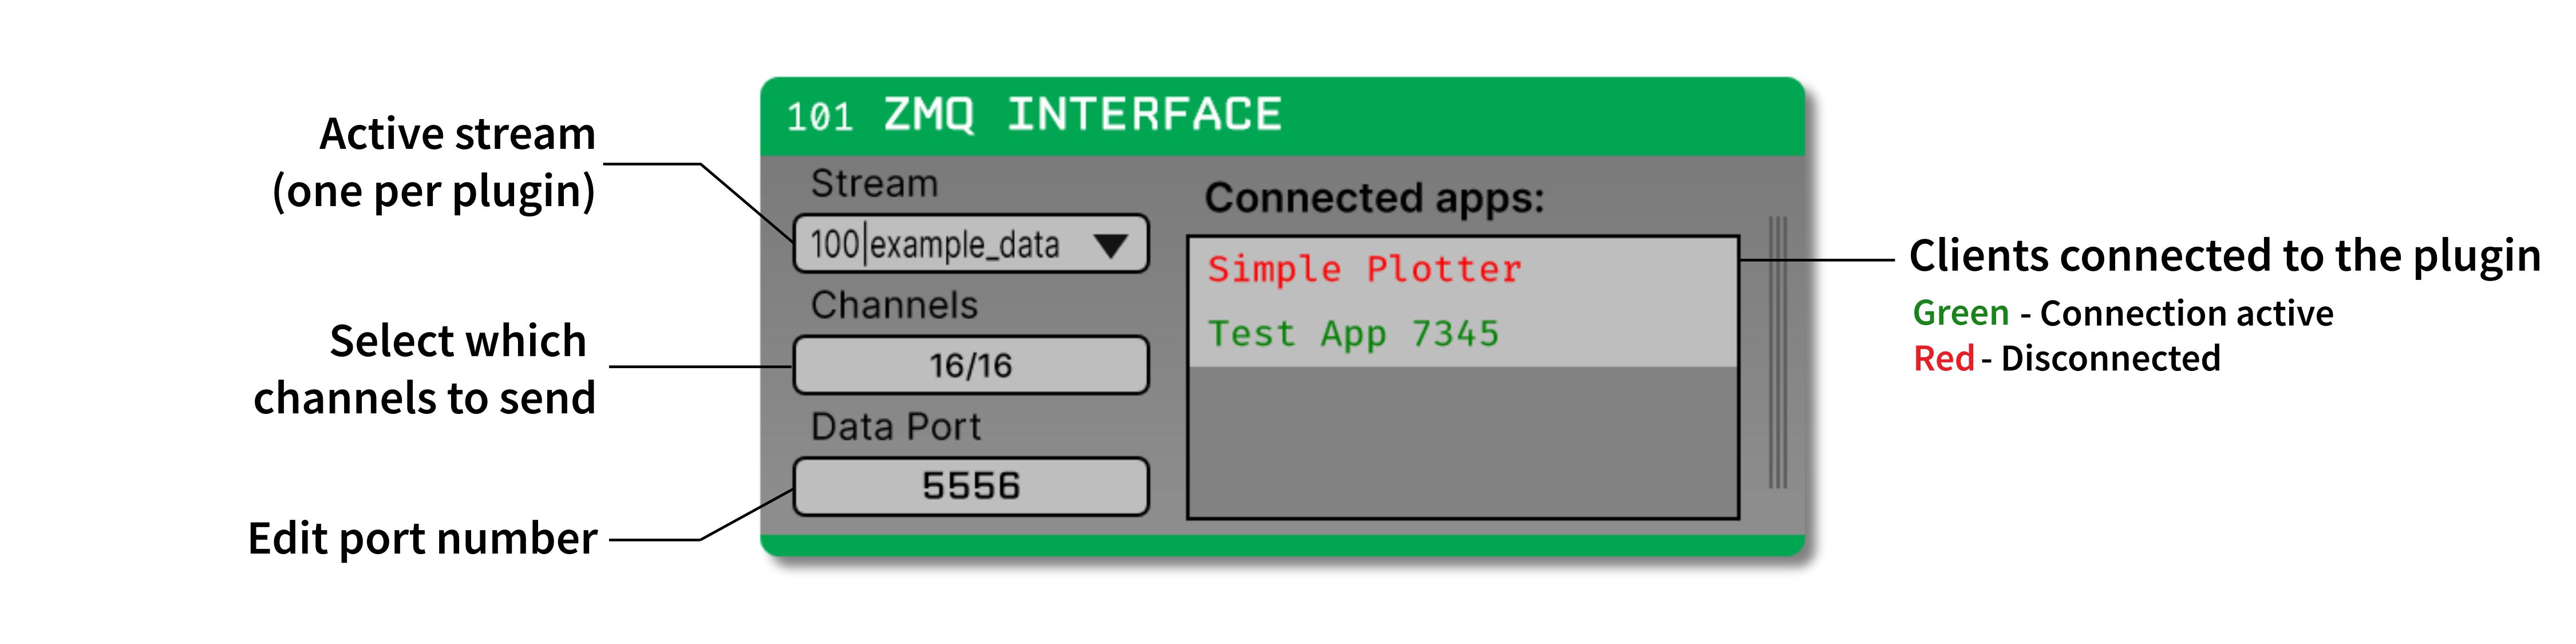 Active stream
(one per plugin)
Select which
channels to send
Edit port number
101 ZMQ INTERFACE
Stream
100|example_data
Channels
16/16
Data Port
5556
Connected apps:
Simple Plotter
Test App 7345
Clients connected to the plugin
Green - Connection active
Red - Disconnected